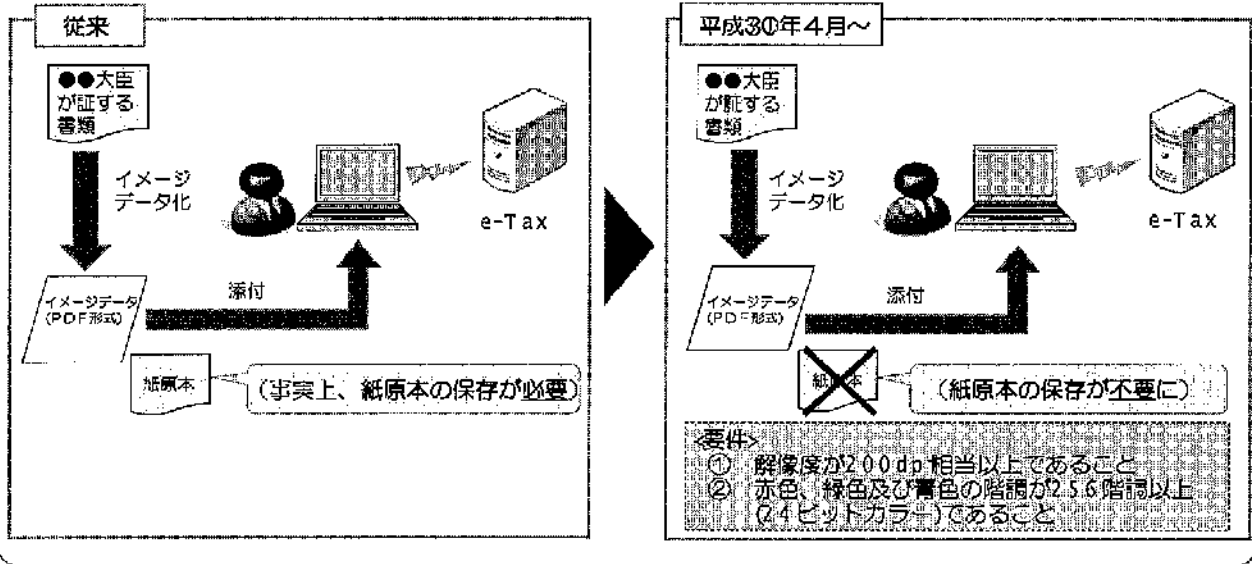 従来
●●大臣
が証する
書類
イメージ
データ化
e-Tax
イメージデータ
(PDF形式)
添付
紙原本
(事実上、紙原本の保存が必要)
平成30年4月~
●●大臣
が証する
書類
イメージ
データ化
e-Tax
イメージデータ
(PDF形式)
添付
紙原本
(紙原本の保存が不要に)
<要件>
① 解像度が200dpi相当以上であること
② 赤色、緑色及び青色の階調が256階調以上
(24ビットカラー)であること